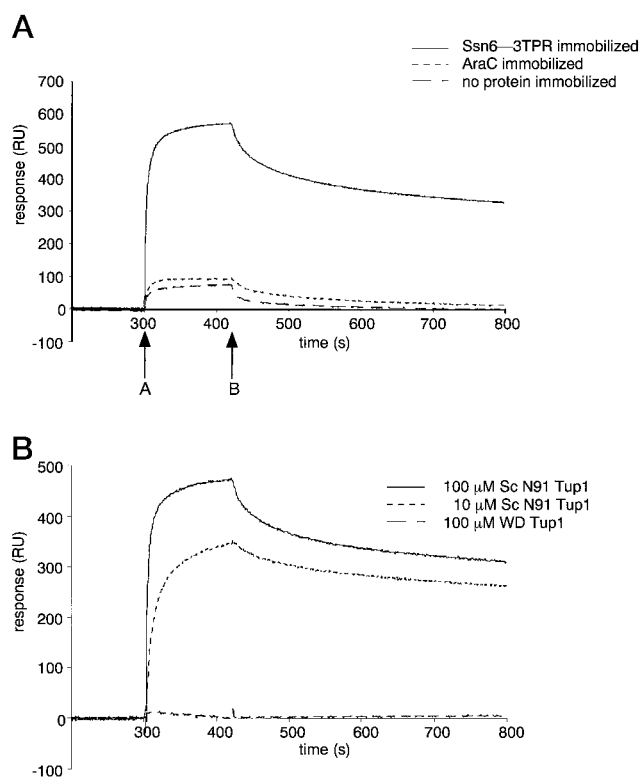 A
Ssn6—3TPR immobilized
AraC immobilized
no protein immobilized
response (RU)
700
600
500
400
300
200
100
0
-100
300 400 500 600 700 800
time (s)
A B
B
100 µM Sc N91 Tup1
10 µM Sc N91 Tup1
100 µM WD Tup1
response (RU)
500
400
300
200
100
0
-100
300 400 500 600 700 800
time (s)